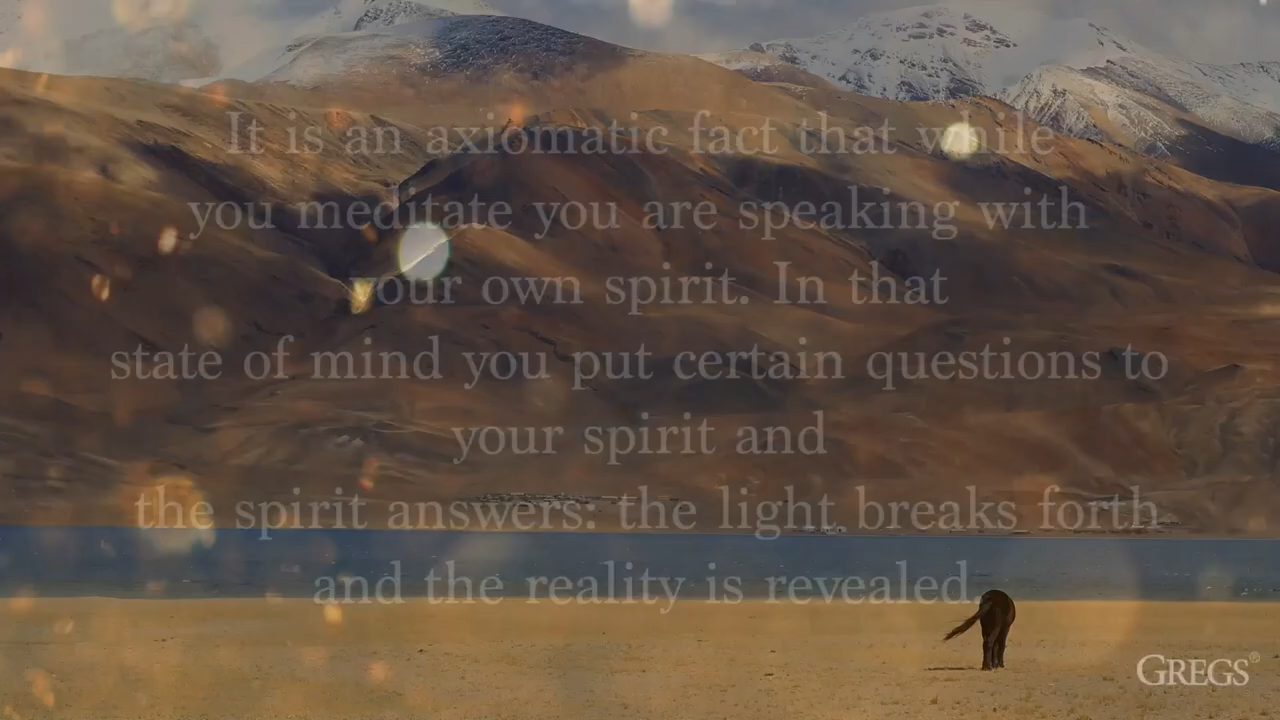 It is an axiomatic fact that while
you meditate you are speaking with
your own spirit. In that
state of mind you put certain questions to
your spirit and
the spirit answers: the light breaks forth
and the reality is revealed.
GREGS®